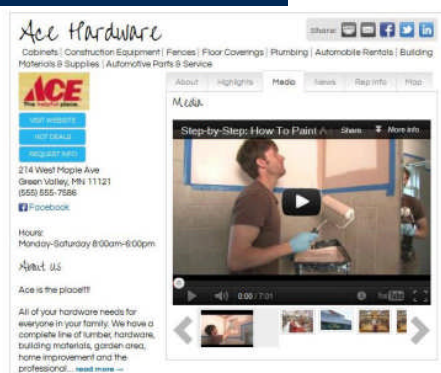 Ace Hardware
Share:
Cabinets | Construction Equipment | Fences | Floor Coverings | Plumbing | Automobile Rentals | Building
Materials & Supplies | Automotive Parts & Service
ACE
The helpful place.
VISIT WEBSITE
HOT DEALS
REQUEST INFO
214 West Maple Ave
Green Valley, MN 11121
(555) 555-7586
Facebook
Hours:
Monday-Saturday 8:00am-6:00pm
About Us
Ace is the place!!!!
All of your hardware needs for
everyone in your family. We have a
complete line of lumber, hardware,
building materials, garden area,
home improvement and the
professional... read more →
About
Highlights
Media
News
Rep Info
Map
Media
Step-by-Step: How To Paint A
Share
More info
0:00 / 7:01
YouTube